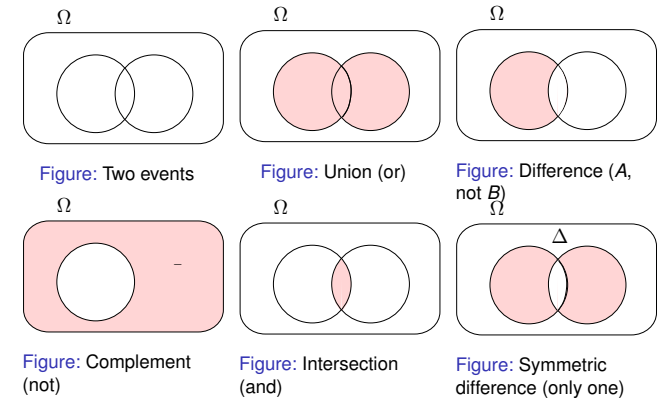 Ω
Ω
Ω
Figure: Two events
Figure: Union (or)
Figure: Difference (A,
not B)
Ω
Ω
Ω
–
Δ
Figure: Complement
(not)
Figure: Intersection
(and)
Figure: Symmetric
difference (only one)